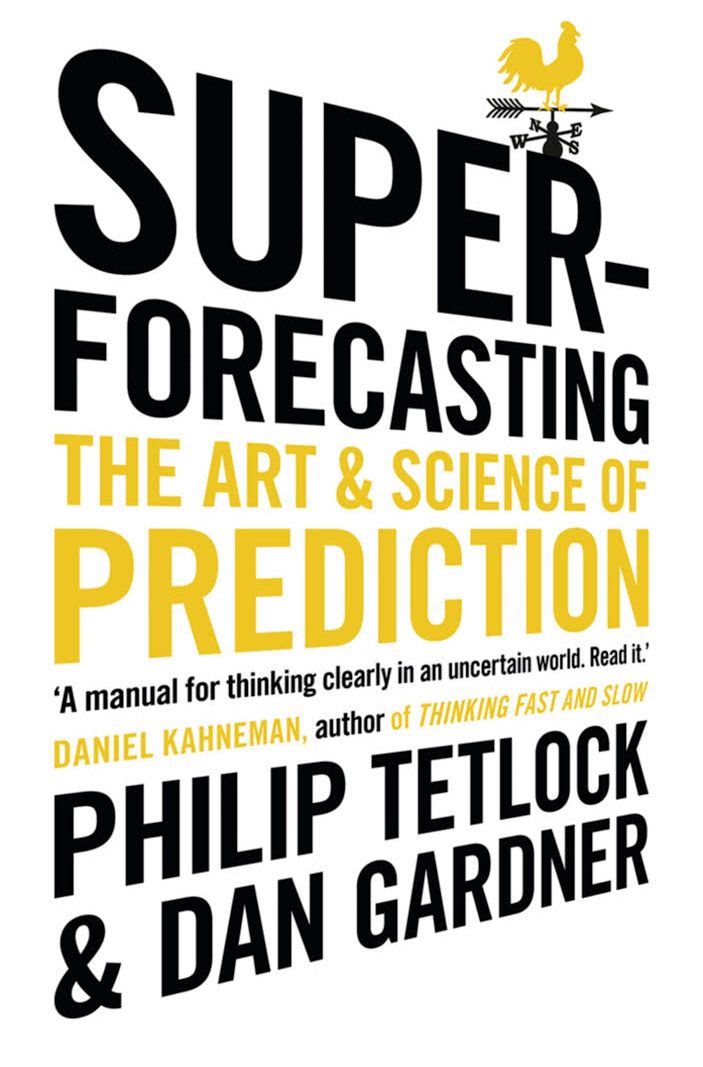 SUPER-
N E
W S
FORECASTING
THE ART & SCIENCE OF
PREDICTION
‘A manual for thinking clearly in an uncertain world. Read it.’
DANIEL KAHNEMAN, author of THINKING FAST AND SLOW
PHILIP TETLOCK
& DAN GARDNER